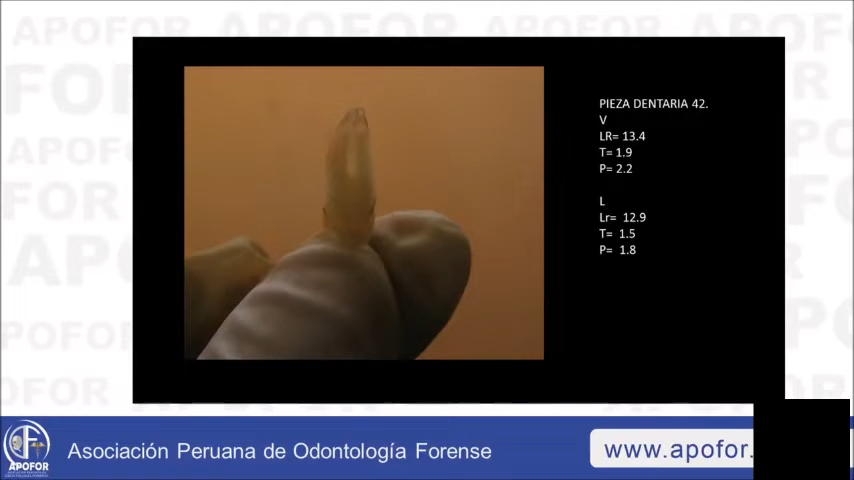 PIEZA DENTARIA 42.
V
LR= 13.4
T= 1.9
P= 2.2
L
Lr= 12.9
T= 1.5
P= 1.8
APOFOR
Asociación Peruana de Odontología Forense
www.apofor.